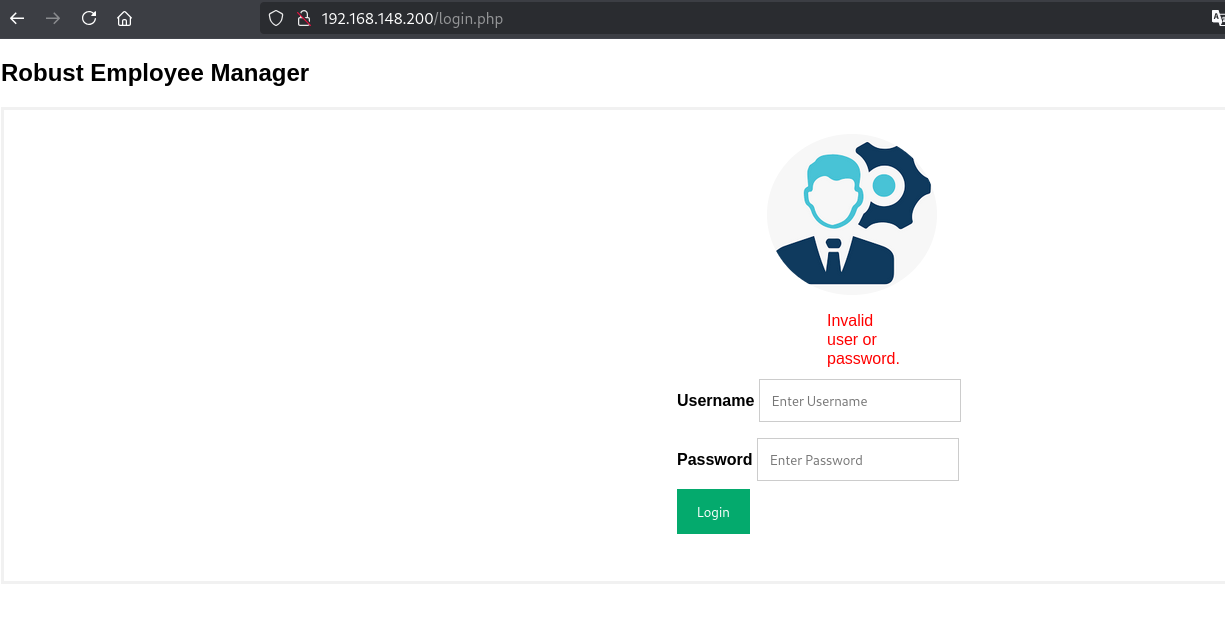 192.168.148.200/login.php
Robust Employee Manager
Invalid
user or
password.
Username Enter Username
Password Enter Password
Login